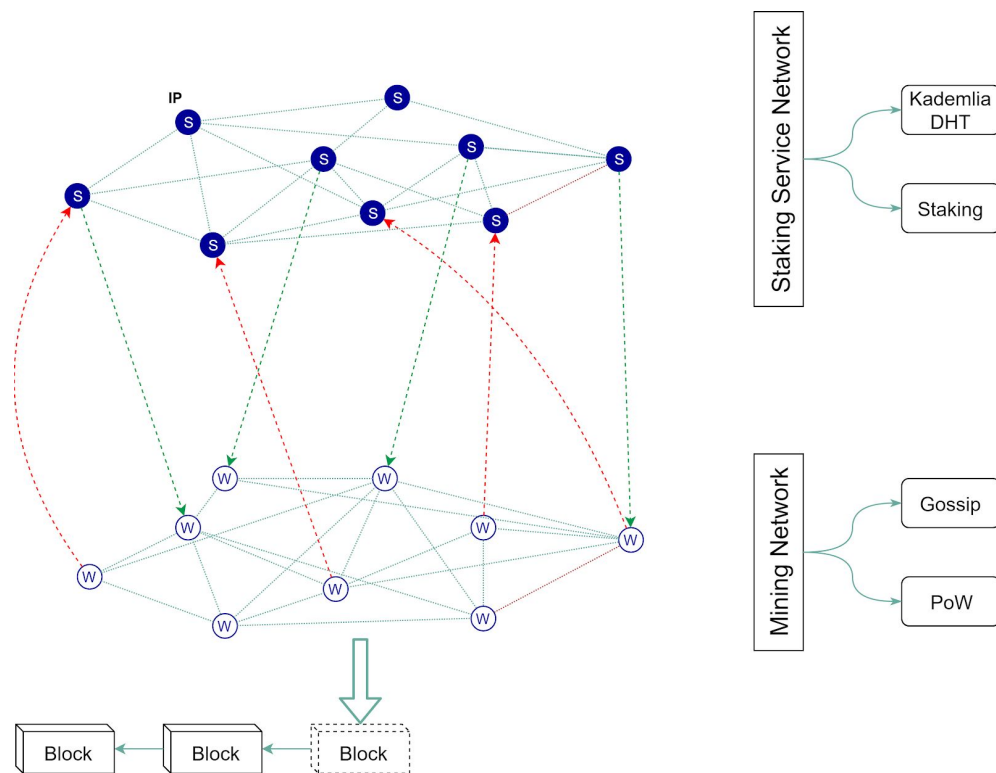 IP
S
S
S
S
S
S
S
S
S
W
W
W
W
W
W
W
W
W
Block
Block
Block
Staking Service Network
Kademlia
DHT
Staking
Mining Network
Gossip
PoW